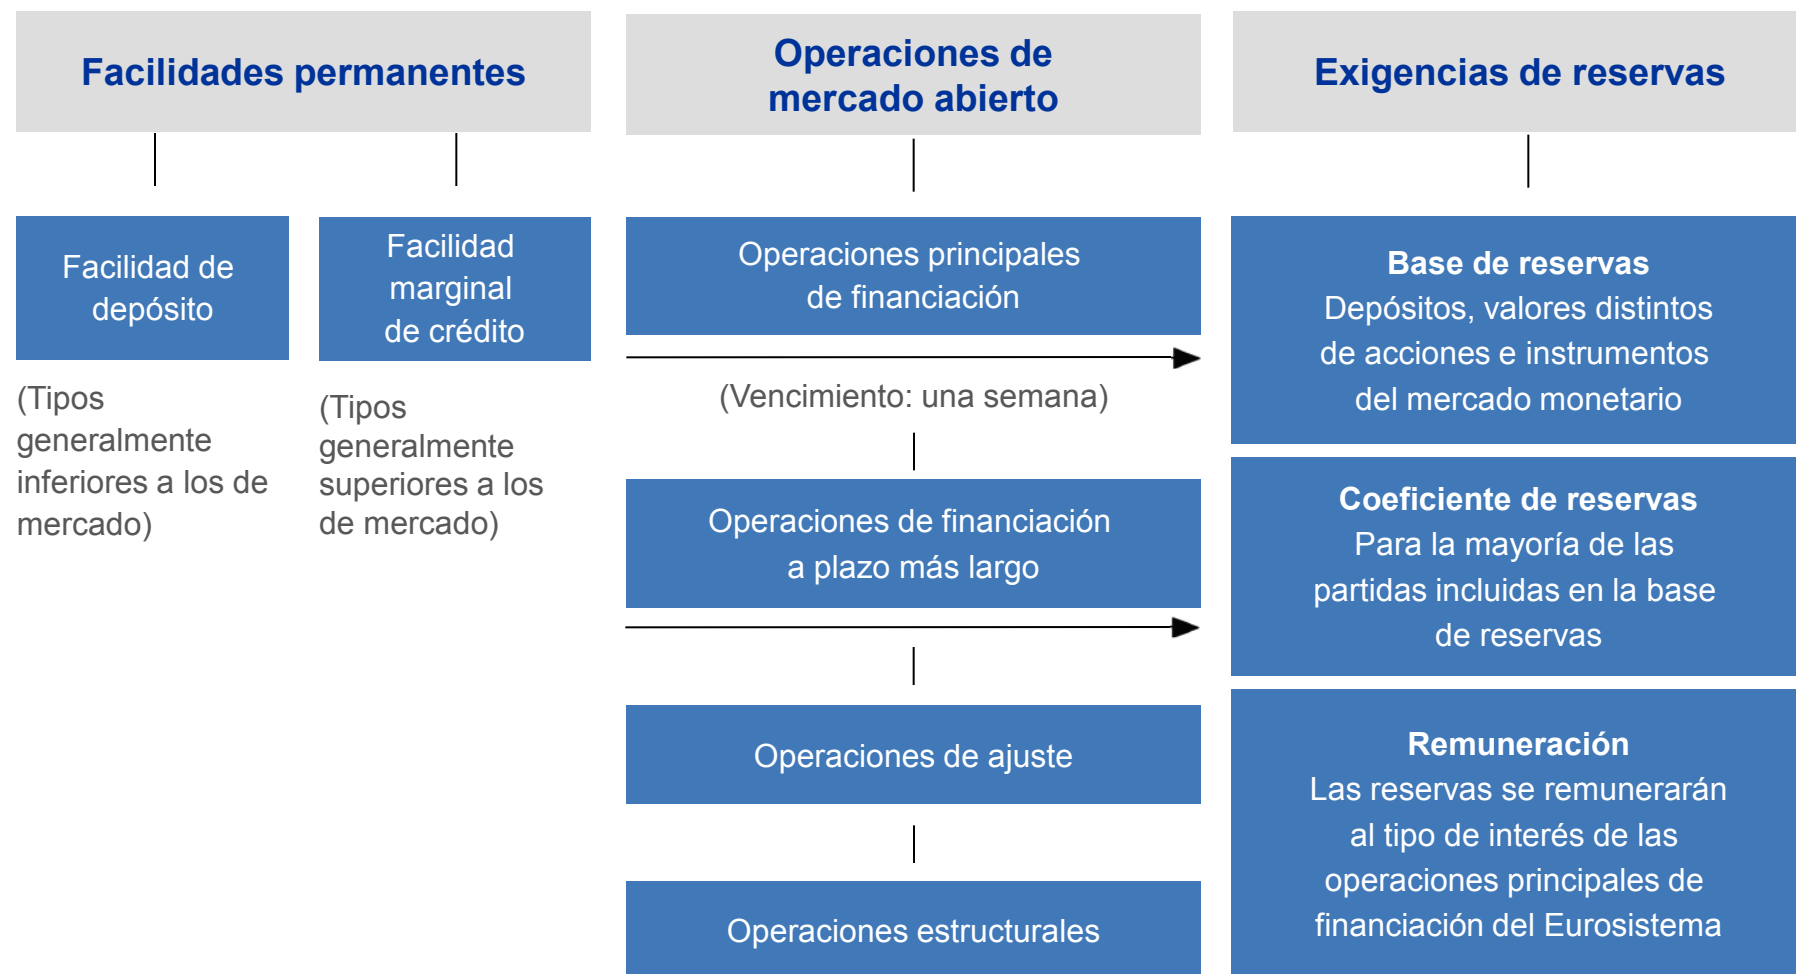 Facilidades permanentes
Facilidad de
depósito
(Tipos
generalmente
inferiores a los de
mercado)
Facilidad
marginal
de crédito
(Tipos
generalmente
superiores a los
de mercado)
Operaciones de
mercado abierto
Operaciones principales
de financiación
(Vencimiento: una semana)
Operaciones de financiación
a plazo más largo
Operaciones de ajuste
Operaciones estructurales
Exigencias de reservas
Base de reservas
Depósitos, valores distintos
de acciones e instrumentos
del mercado monetario
Coeficiente de reservas
Para la mayoría de las
partidas incluidas en la base
de reservas
Remuneración
Las reservas se remunerarán
al tipo de interés de las
operaciones principales de
financiación del Eurosistema